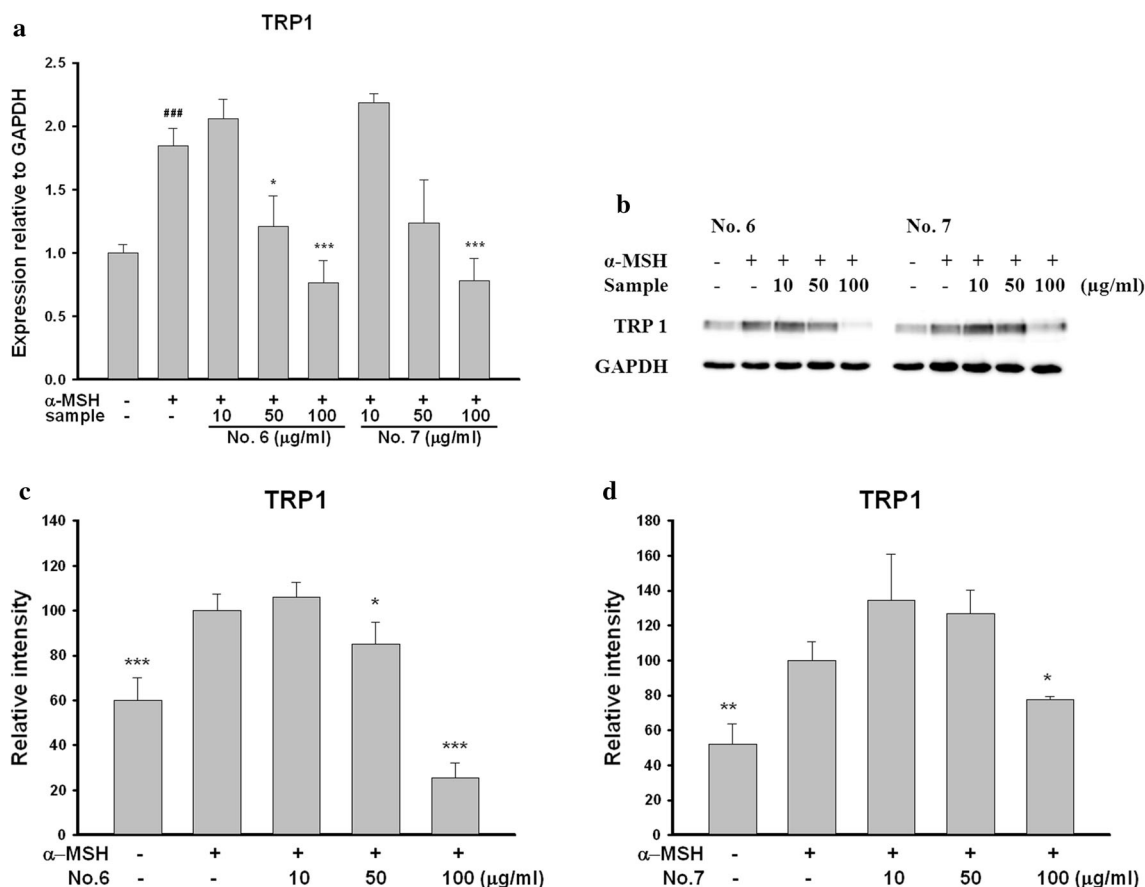 a
TRP1
Expression relative to GAPDH
2.5
2.0
1.5
1.0
0.5
0.0
###
*
***
***
α-MSH - + + + + + + +
sample - - 10 50 100 10 50 100
No. 6 (μg/ml) No. 7 (μg/ml)
b
No. 6 No. 7
α-MSH - + + + + - + + + +
Sample - - 10 50 100 - - 10 50 100 (μg/ml)
TRP 1
GAPDH
c
TRP1
Relative intensity
140
120
100
80
60
40
20
0
***
*
***
α–MSH - + + + +
No.6 - - 10 50 100 (μg/ml)
d
TRP1
Relative intensity
180
160
140
120
100
80
60
40
20
0
**
*
α–MSH - + + + +
No.7 - - 10 50 100 (μg/ml)